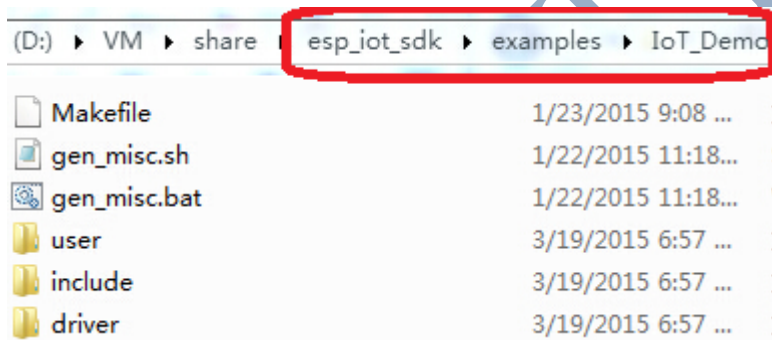 (D:) ▸ VM ▸ share ▸ esp_iot_sdk ▸ examples ▸ IoT_Demo
Makefile 1/23/2015 9:08 ...
gen_misc.sh 1/22/2015 11:18...
gen_misc.bat 1/22/2015 11:18...
user 3/19/2015 6:57 ...
include 3/19/2015 6:57 ...
driver 3/19/2015 6:57 ...